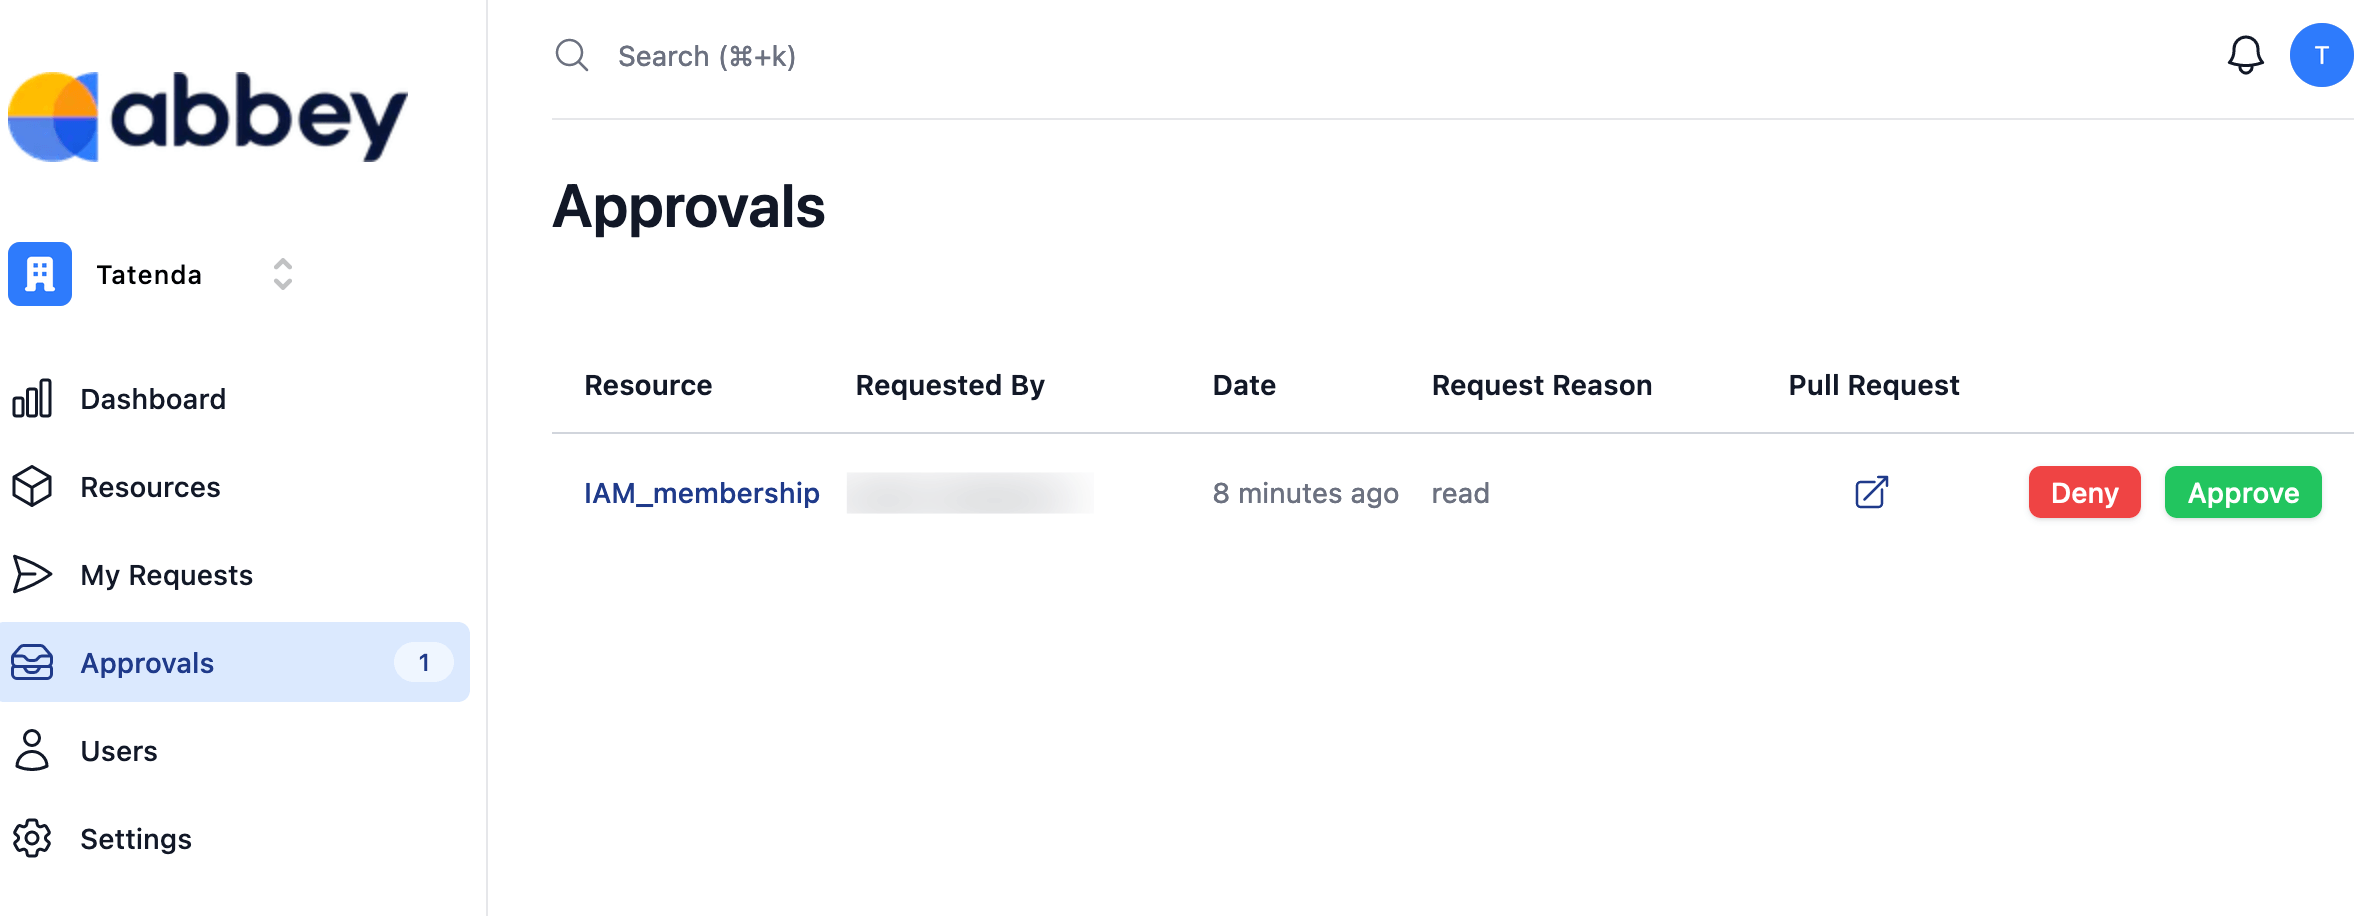 abbey
Search (⌘+k)
T
Tatenda
Approvals
Dashboard
Resources
My Requests
Approvals 1
Users
Settings
Resource Requested By Date Request Reason Pull Request
IAM_membership 8 minutes ago read Deny Approve